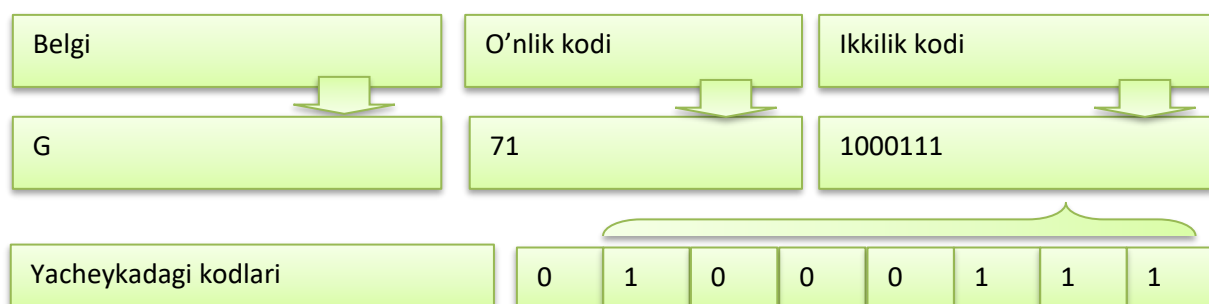 Belgi O’nlik kodi Ikkilik kodi
G 71 1000111
Yacheykadagi kodlari 0 1 0 0 0 1 1 1